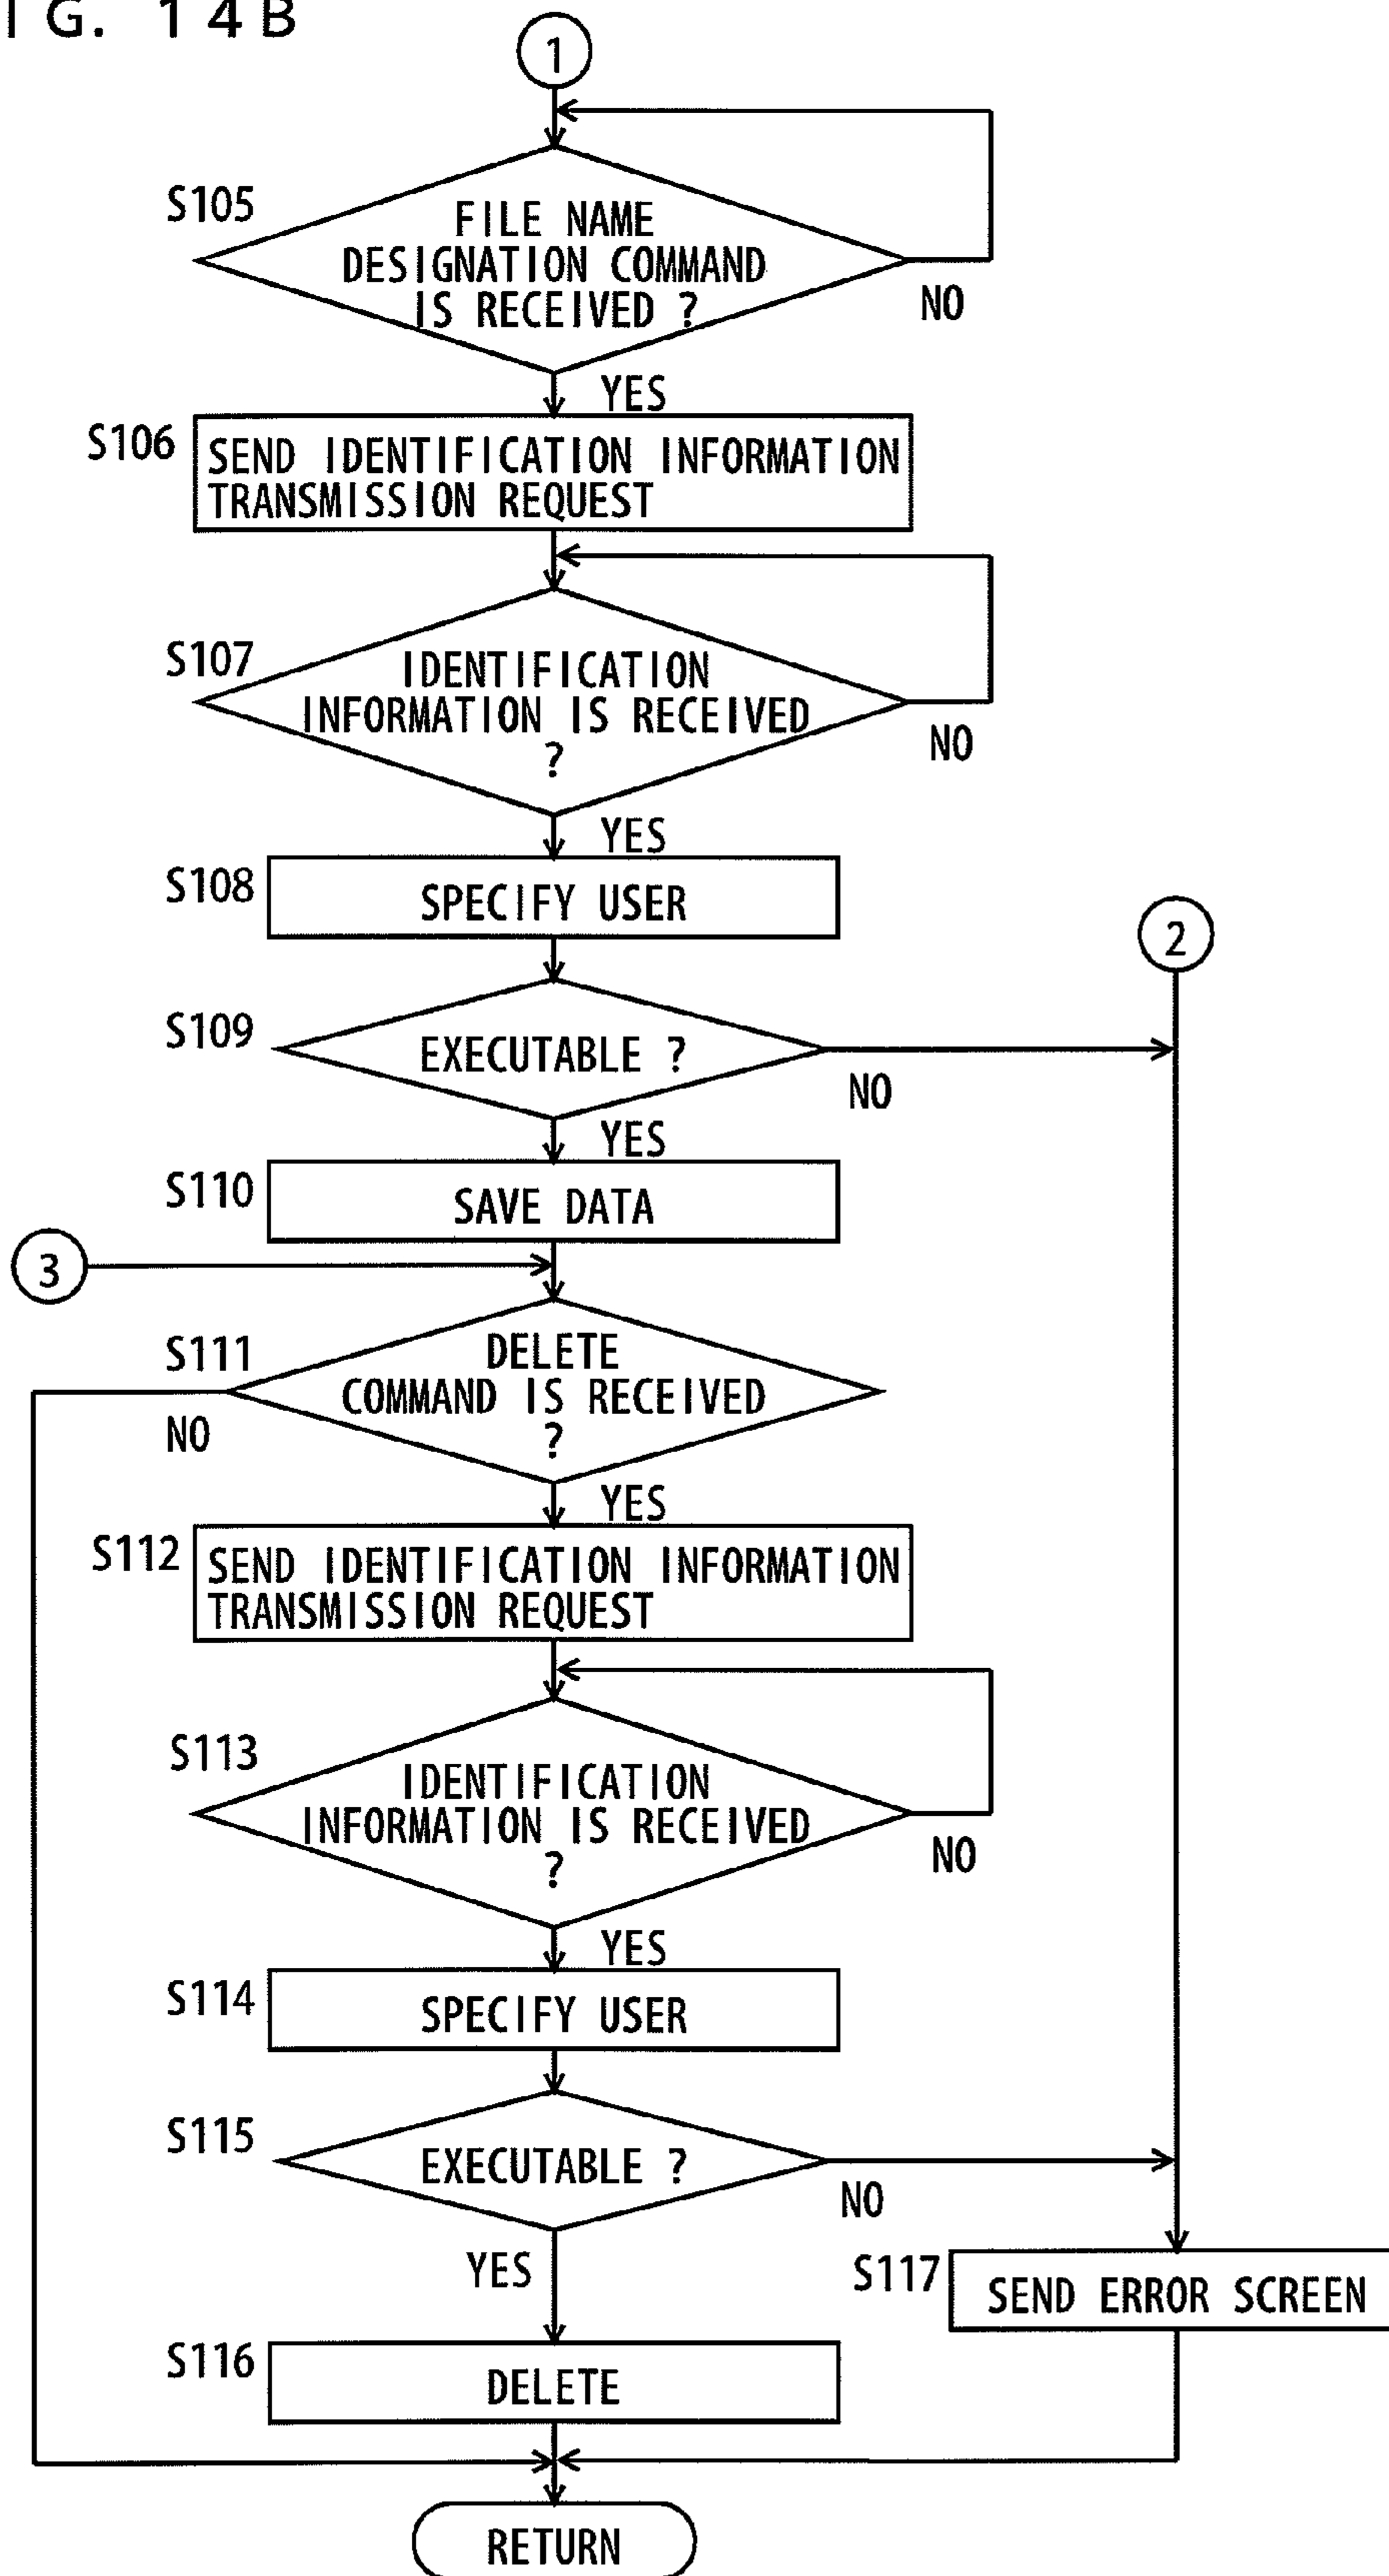 IG. 14B
1
S105
FILE NAME
DESIGNATION COMMAND
IS RECEIVED ?
NO
YES
S106
SEND IDENTIFICATION INFORMATION
TRANSMISSION REQUEST
S107
IDENTIFICATION
INFORMATION IS RECEIVED
?
NO
YES
S108
SPECIFY USER
2
S109
EXECUTABLE ?
NO
YES
S110
SAVE DATA
3
S111
DELETE
COMMAND IS RECEIVED
?
NO
YES
S112
SEND IDENTIFICATION INFORMATION
TRANSMISSION REQUEST
S113
IDENTIFICATION
INFORMATION IS RECEIVED
?
NO
YES
S114
SPECIFY USER
S115
EXECUTABLE ?
NO
YES
S117
SEND ERROR SCREEN
S116
DELETE
RETURN